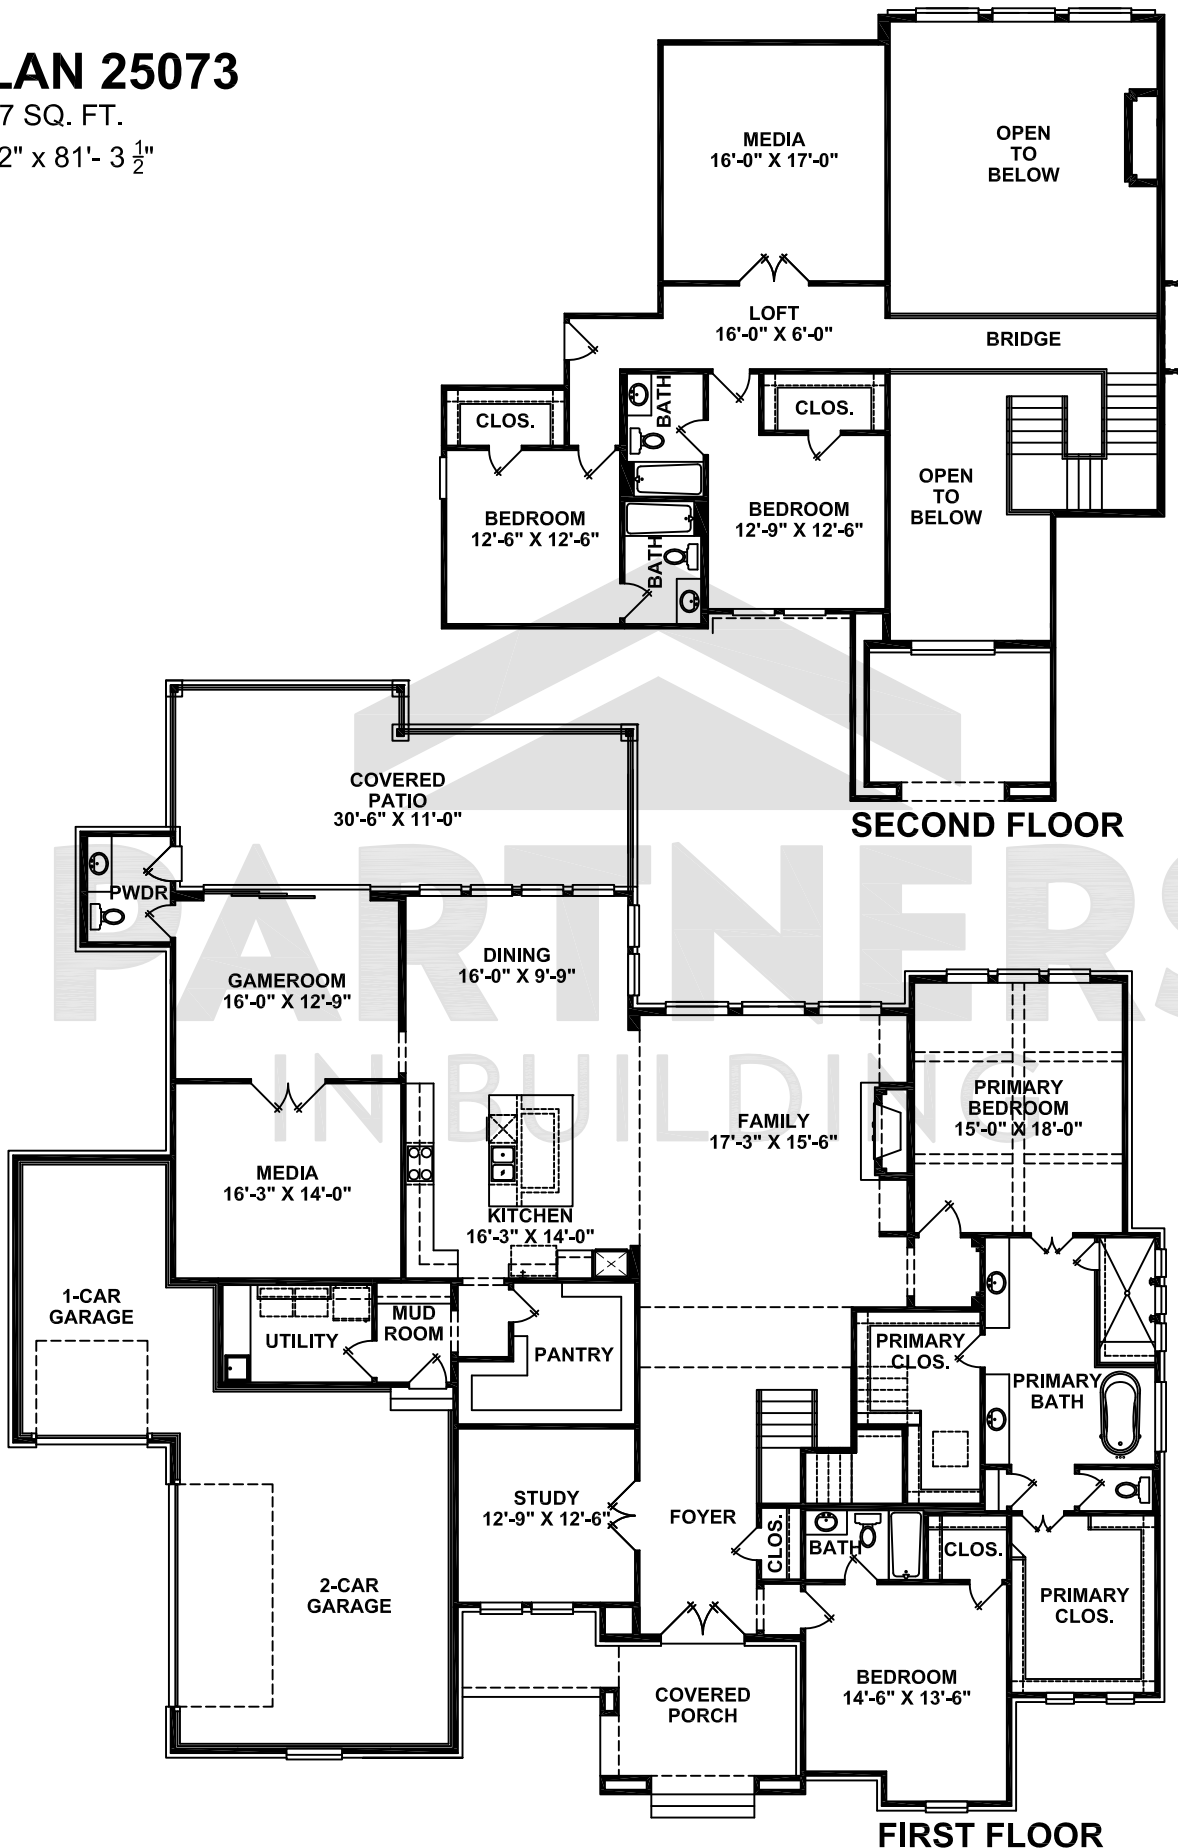 LAN 25073
7 SQ. FT.
2" x 81'- 3 1/2"
MEDIA
16'-0" X 17'-0"
OPEN
TO
BELOW
LOFT
16'-0" X 6'-0"
BRIDGE
CLOS.
BATH
CLOS.
BEDROOM
12'-6" X 12'-6"
BATH
BEDROOM
12'-9" X 12'-6"
OPEN
TO
BELOW
SECOND FLOOR
COVERED
PATIO
30'-6" X 11'-0"
PWDR
GAMEROOM
16'-0" X 12'-9"
DINING
16'-0" X 9'-9"
PARTNERS
IN BUILDING
MEDIA
16'-3" X 14'-0"
KITCHEN
16'-3" X 14'-0"
FAMILY
17'-3" X 15'-6"
PRIMARY
BEDROOM
15'-0" X 18'-0"
1-CAR
GARAGE
UTILITY
MUD
ROOM
PANTRY
PRIMARY
CLOS.
PRIMARY
BATH
STUDY
12'-9" X 12'-6"
FOYER
CLOS.
BATH
CLOS.
PRIMARY
CLOS.
2-CAR
GARAGE
COVERED
PORCH
BEDROOM
14'-6" X 13'-6"
FIRST FLOOR